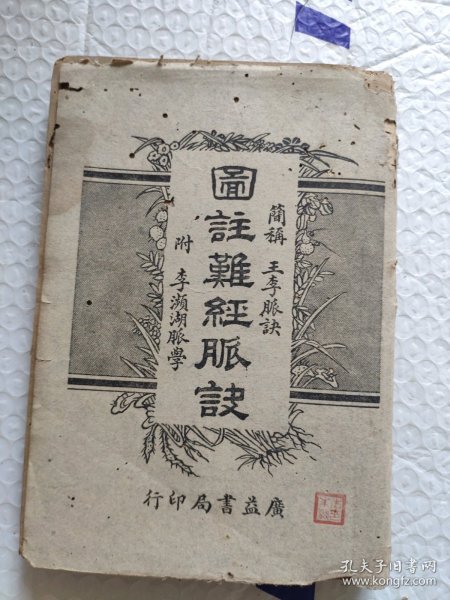 簡稱 王李脈訣
圖註難經脈訣
附 李瀕湖脈學
廣益書局印行
孔夫子旧书网
www.kongfz.com